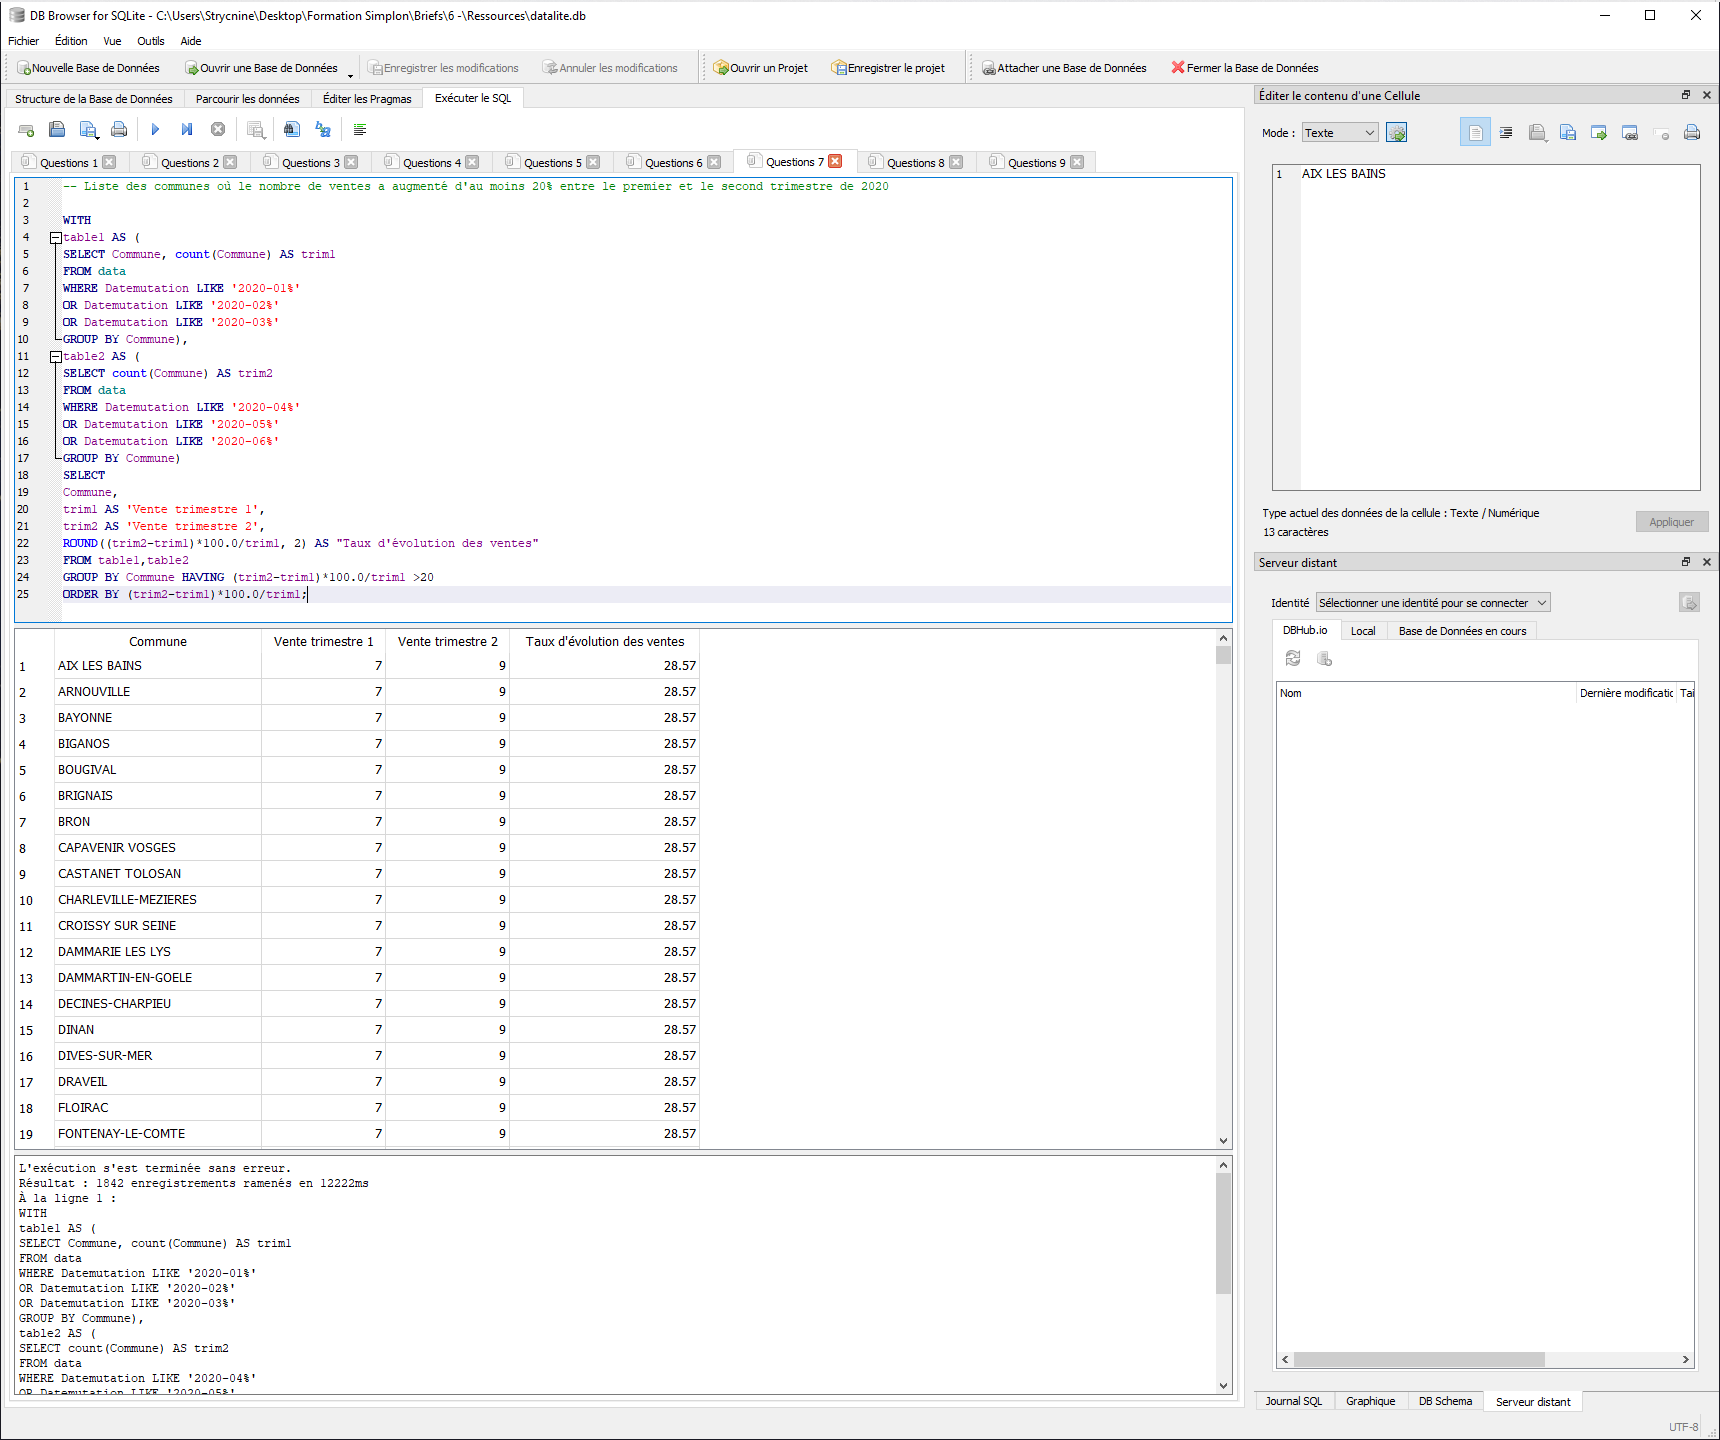 DB Browser for SQLite - C:\Users\Strycnine\Desktop\Formation Simplon\Briefs\6 -\Ressources\datalite.db
Fichier Édition Vue Outils Aide
Nouvelle Base de Données Ouvrir une Base de Données Enregistrer les modifications Annuler les modifications Ouvrir un Projet Enregistrer le projet Attacher une Base de Données Fermer la Base de Données
Structure de la Base de Données Parcourir les données Éditer les Pragmas Exécuter le SQL
Questions 1 Questions 2 Questions 3 Questions 4 Questions 5 Questions 6 Questions 7 Questions 8 Questions 9
1 -- Liste des communes où le nombre de ventes a augmenté d'au moins 20% entre le premier et le second trimestre de 2020
2
3 WITH
4 table1 AS (
5 SELECT Commune, count(Commune) AS trim1
6 FROM data
7 WHERE Datemutation LIKE '2020-01%'
8 OR Datemutation LIKE '2020-02%'
9 OR Datemutation LIKE '2020-03%'
10 GROUP BY Commune),
11 table2 AS (
12 SELECT count(Commune) AS trim2
13 FROM data
14 WHERE Datemutation LIKE '2020-04%'
15 OR Datemutation LIKE '2020-05%'
16 OR Datemutation LIKE '2020-06%'
17 GROUP BY Commune)
18 SELECT
19 Commune,
20 trim1 AS 'Vente trimestre 1',
21 trim2 AS 'Vente trimestre 2',
22 ROUND((trim2-trim1)*100.0/trim1, 2) AS "Taux d'évolution des ventes"
23 FROM table1,table2
24 GROUP BY Commune HAVING (trim2-trim1)*100.0/trim1 >20
25 ORDER BY (trim2-trim1)*100.0/trim1;
Commune Vente trimestre 1 Vente trimestre 2 Taux d'évolution des ventes
1 AIX LES BAINS 7 9 28.57
2 ARNOUVILLE 7 9 28.57
3 BAYONNE 7 9 28.57
4 BIGANOS 7 9 28.57
5 BOUGIVAL 7 9 28.57
6 BRIGNAIS 7 9 28.57
7 BRON 7 9 28.57
8 CAPAVENIR VOSGES 7 9 28.57
9 CASTANET TOLOSAN 7 9 28.57
10 CHARLEVILLE-MEZIERES 7 9 28.57
11 CROISSY SUR SEINE 7 9 28.57
12 DAMMARIE LES LYS 7 9 28.57
13 DAMMARTIN-EN-GOELE 7 9 28.57
14 DECINES-CHARPIEU 7 9 28.57
15 DINAN 7 9 28.57
16 DIVES-SUR-MER 7 9 28.57
17 DRAVEIL 7 9 28.57
18 FLOIRAC 7 9 28.57
19 FONTENAY-LE-COMTE 7 9 28.57
L'exécution s'est terminée sans erreur.
Résultat : 1842 enregistrements ramenés en 12222ms
À la ligne 1 :
WITH
table1 AS (
SELECT Commune, count(Commune) AS trim1
FROM data
WHERE Datemutation LIKE '2020-01%'
OR Datemutation LIKE '2020-02%'
OR Datemutation LIKE '2020-03%'
GROUP BY Commune),
table2 AS (
SELECT count(Commune) AS trim2
FROM data
WHERE Datemutation LIKE '2020-04%'
OR Datemutation LIKE '2020-05%'
Éditer le contenu d'une Cellule
Mode : Texte
1 AIX LES BAINS
Type actuel des données de la cellule : Texte / Numérique
13 caractères
Appliquer
Serveur distant
Identité Sélectionner une identité pour se connecter
DBHub.io Local Base de Données en cours
Nom Dernière modificatic Tai
Journal SQL Graphique DB Schema Serveur distant
UTF-8